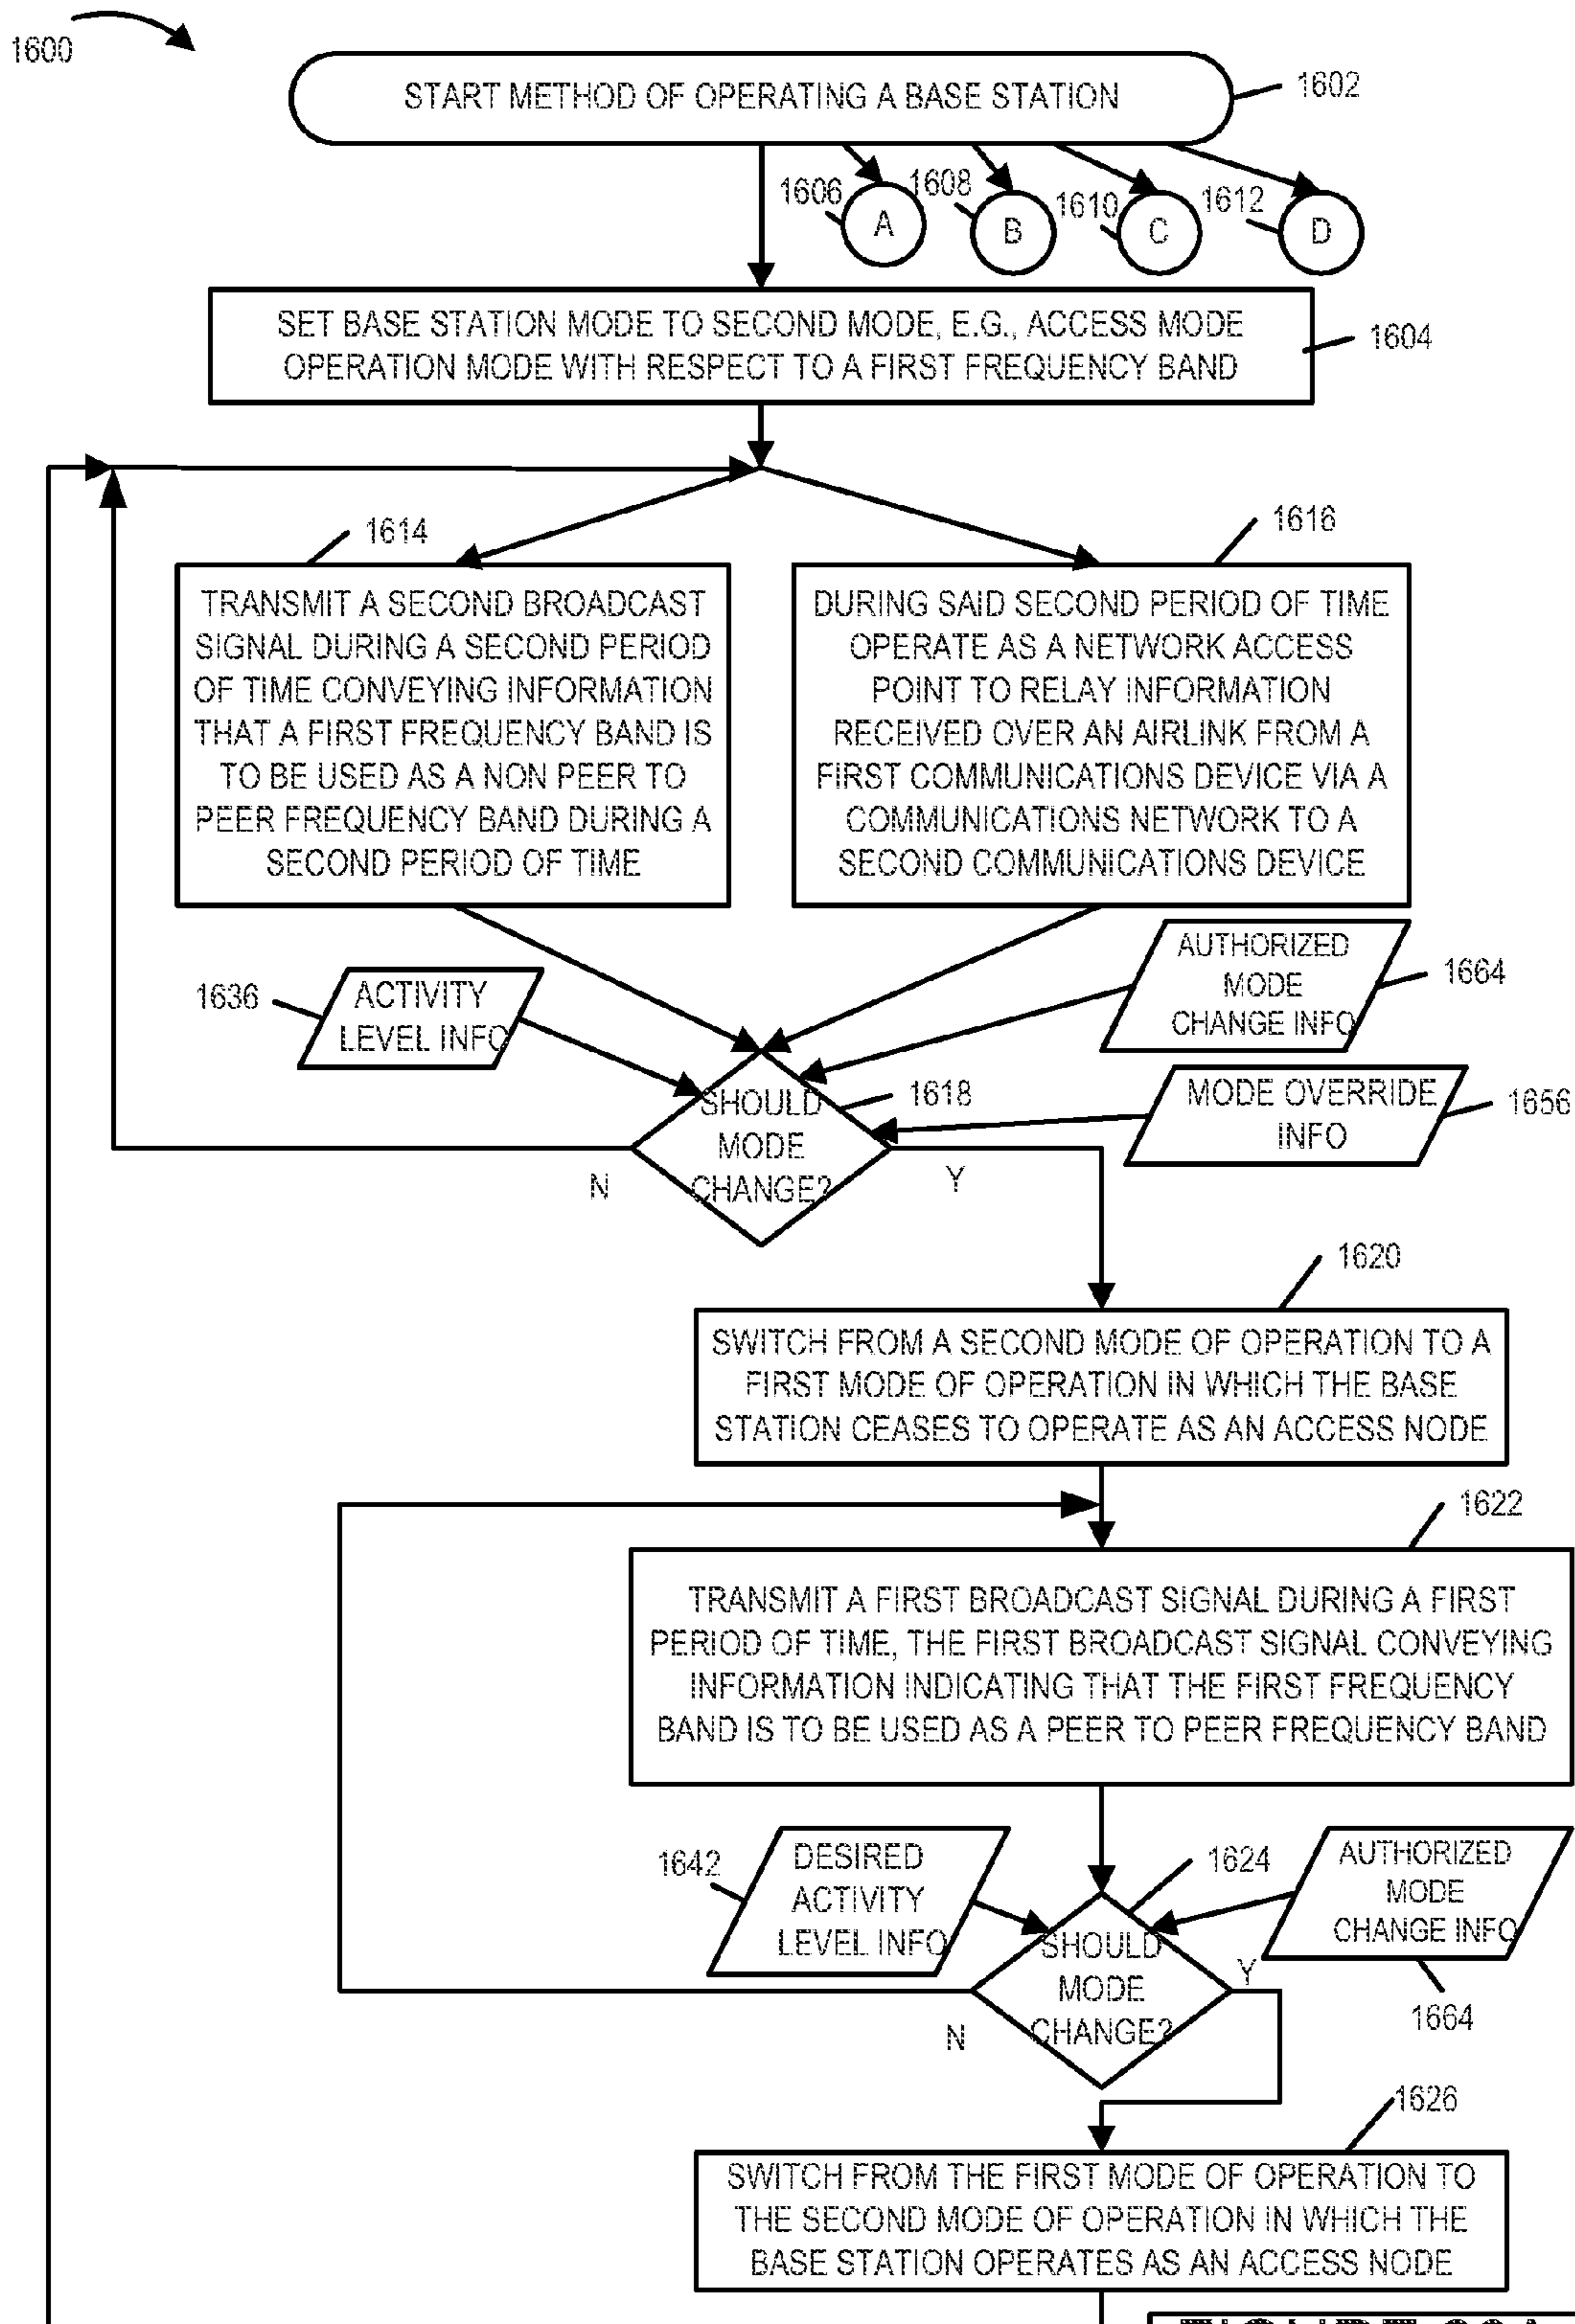 1600
START METHOD OF OPERATING A BASE STATION
1602
1606
A
1608
B
1610
C
1612
D
SET BASE STATION MODE TO SECOND MODE, E.G., ACCESS MODE
OPERATION MODE WITH RESPECT TO A FIRST FREQUENCY BAND
1604
1614
TRANSMIT A SECOND BROADCAST
SIGNAL DURING A SECOND PERIOD
OF TIME CONVEYING INFORMATION
THAT A FIRST FREQUENCY BAND IS
TO BE USED AS A NON PEER TO
PEER FREQUENCY BAND DURING A
SECOND PERIOD OF TIME
1616
DURING SAID SECOND PERIOD OF TIME
OPERATE AS A NETWORK ACCESS
POINT TO RELAY INFORMATION
RECEIVED OVER AN AIRLINK FROM A
FIRST COMMUNICATIONS DEVICE VIA A
COMMUNICATIONS NETWORK TO A
SECOND COMMUNICATIONS DEVICE
1636
ACTIVITY
LEVEL INFO
AUTHORIZED
MODE
CHANGE INFO
1664
SHOULD
MODE
CHANGE?
1618
MODE OVERRIDE
INFO
1656
N
Y
1620
SWITCH FROM A SECOND MODE OF OPERATION TO A
FIRST MODE OF OPERATION IN WHICH THE BASE
STATION CEASES TO OPERATE AS AN ACCESS NODE
1622
TRANSMIT A FIRST BROADCAST SIGNAL DURING A FIRST
PERIOD OF TIME, THE FIRST BROADCAST SIGNAL CONVEYING
INFORMATION INDICATING THAT THE FIRST FREQUENCY
BAND IS TO BE USED AS A PEER TO PEER FREQUENCY BAND
1642
DESIRED
ACTIVITY
LEVEL INFO
1624
AUTHORIZED
MODE
CHANGE INFO
1664
SHOULD
MODE
CHANGE?
Y
N
1626
SWITCH FROM THE FIRST MODE OF OPERATION TO
THE SECOND MODE OF OPERATION IN WHICH THE
BASE STATION OPERATES AS AN ACCESS NODE